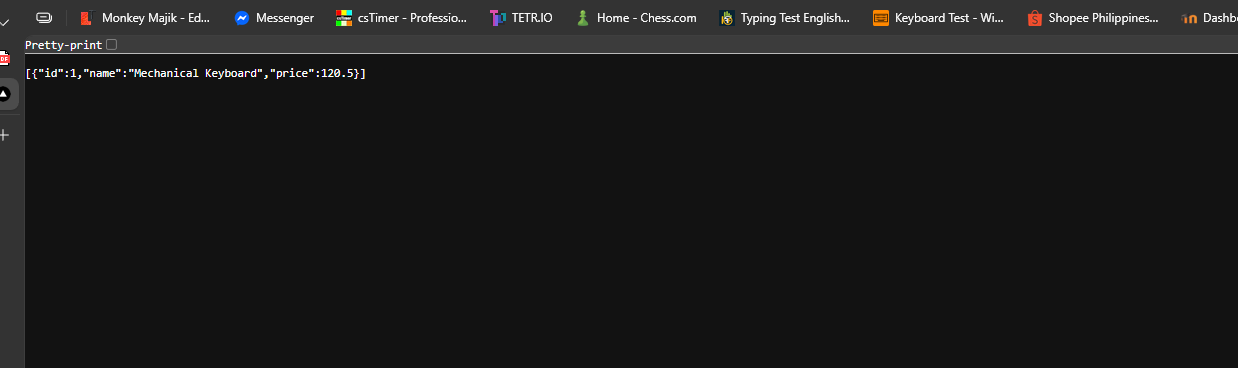 Monkey Majik - Ed... Messenger csTimer - Professio... TETR.IO Home - Chess.com Typing Test English... Keyboard Test - Wi... Shopee Philippines... Dashb
Pretty-print
[{"id":1,"name":"Mechanical Keyboard","price":120.5}]